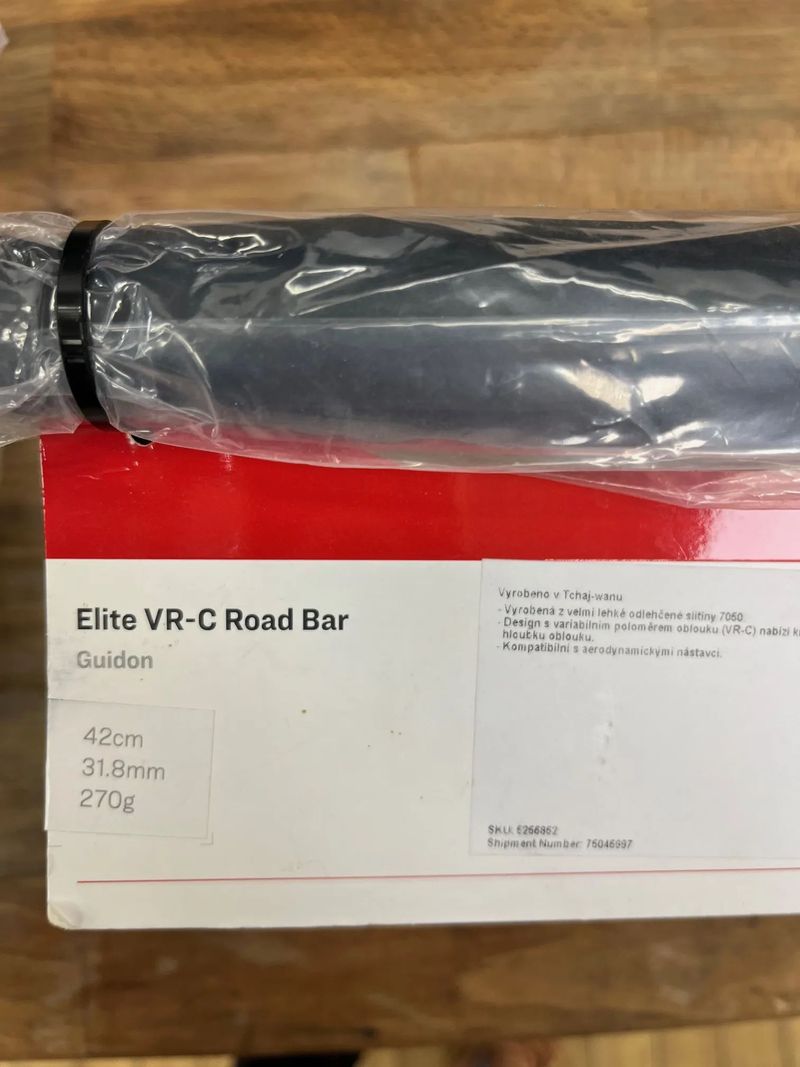 Elite VR-C Road Bar
Guidon
42cm
31.8mm
270g
Vyrobeno v Tchaj-wanu
- Vyrobená z velmi lehké odlehčené slitiny 7050.
- Design s variabilním poloměrem oblouku (VR-C) nabízí
hloubku oblouku.
- Kompatibilní s aerodynamickými nástavci.
SKU: 5256852
Shipment Number: 75046997